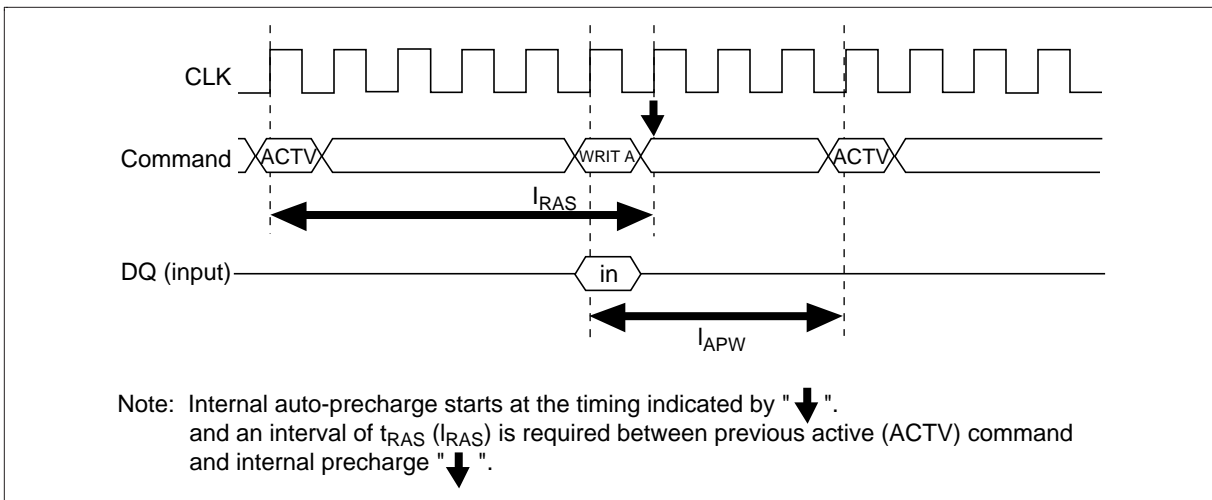 CLK
Command
ACTV
WRIT A
ACTV
lRAS
DQ (input)
in
lAPW
Note: Internal auto-precharge starts at the timing indicated by " ".
and an interval of tRAS (lRAS) is required between previous active (ACTV) command
and internal precharge " ".